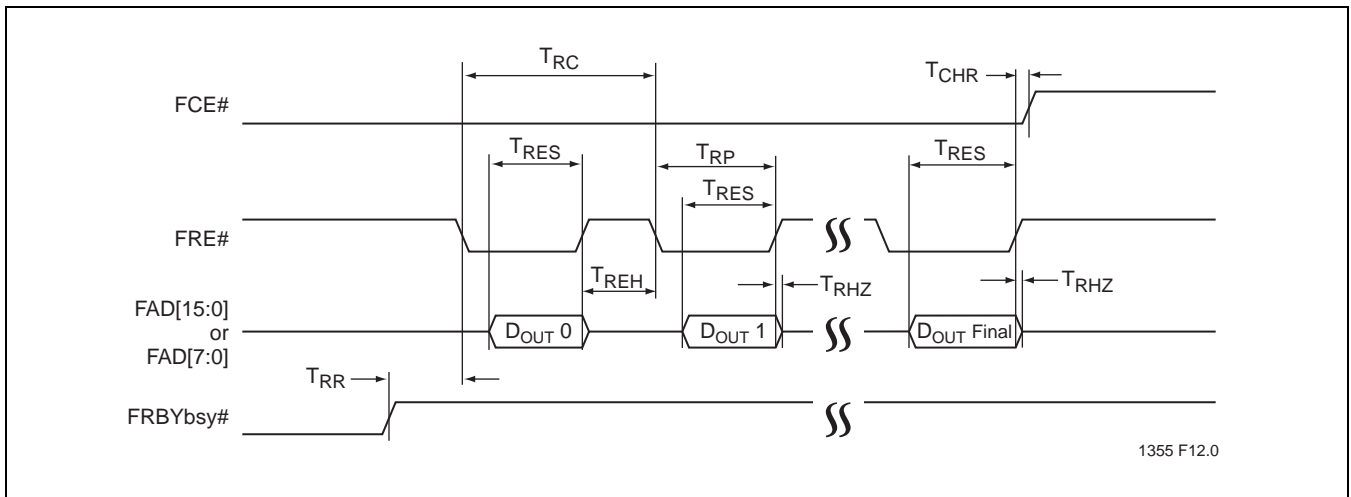 TRC
TCHR
FCE#
TRES
TRP
TRES
TRES
FRE#
TREH
TRHZ
TRHZ
FAD[15:0]
or
FAD[7:0]
DOUT 0
DOUT 1
DOUT Final
TRR
FRBYbsy#
1355 F12.0